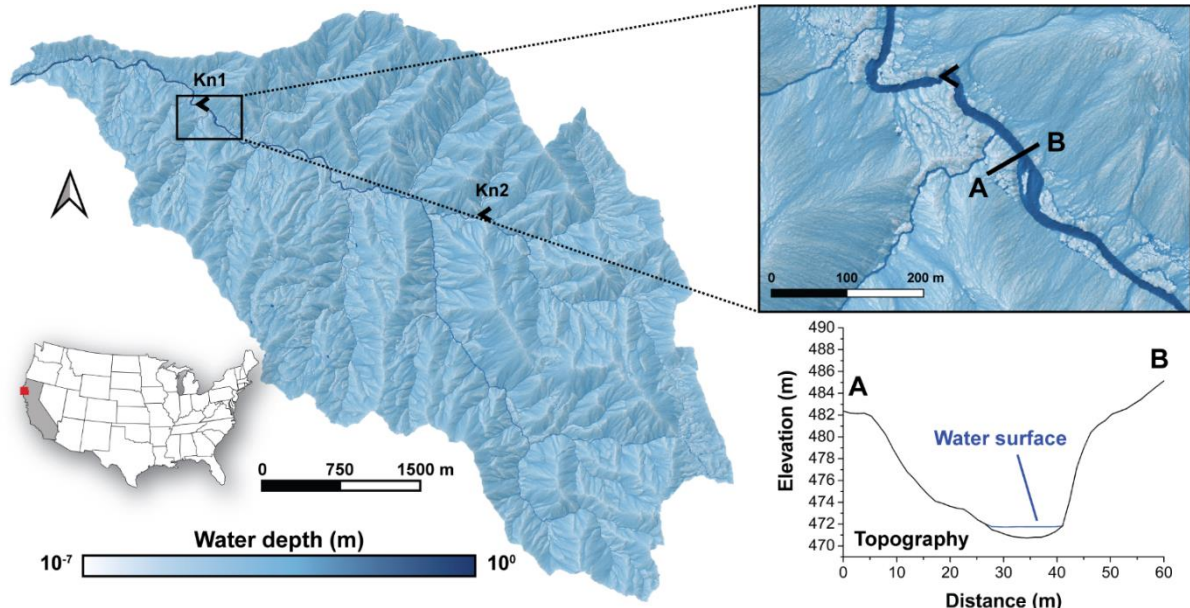 Kn1
Kn2
0 750 1500 m
Water depth (m)
10⁻⁷ 10⁰
B
A
0 100 200 m
490
488
486
484
482
480
478
476
474
472
470
Elevation (m)
A
B
Water surface
Topography
0 10 20 30 40 50 60
Distance (m)